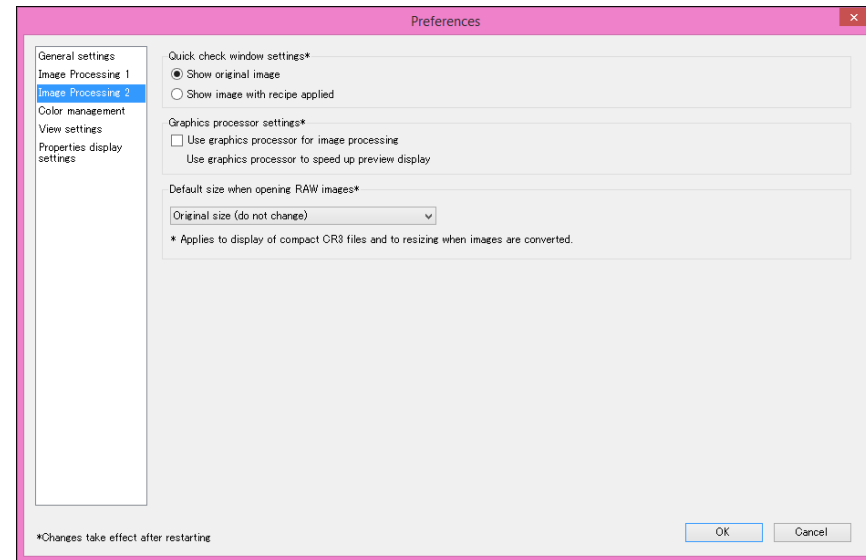 Preferences
General settings
Image Processing 1
Image Processing 2
Color management
View settings
Properties display
settings
Quick check window settings*
Show original image
Show image with recipe applied
Graphics processor settings*
Use graphics processor for image processing
Use graphics processor to speed up preview display
Default size when opening RAW images*
Original size (do not change)
* Applies to display of compact CR3 files and to resizing when images are converted.
*Changes take effect after restarting
OK
Cancel